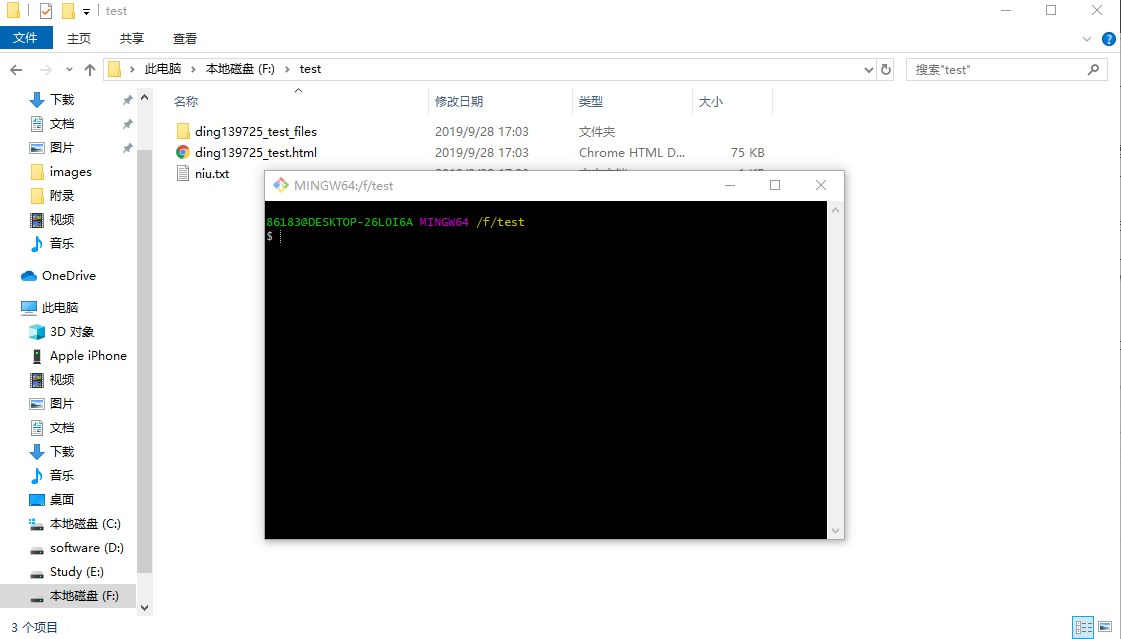 test
文件 主页 共享 查看
此电脑 本地磁盘 (F:) test
搜索"test"
下载
文档
图片
images
附录
视频
音乐
OneDrive
此电脑
3D 对象
Apple iPhone
视频
图片
文档
下载
音乐
桌面
本地磁盘 (C:)
software (D:)
Study (E:)
本地磁盘 (F:)
名称 修改日期 类型 大小
ding139725_test_files 2019/9/28 17:03 文件夹
ding139725_test.html 2019/9/28 17:03 Chrome HTML D... 75 KB
niu.txt
MINGW64:/f/test
86183@DESKTOP-26LOI6A MINGW64 /f/test
$
3 个项目